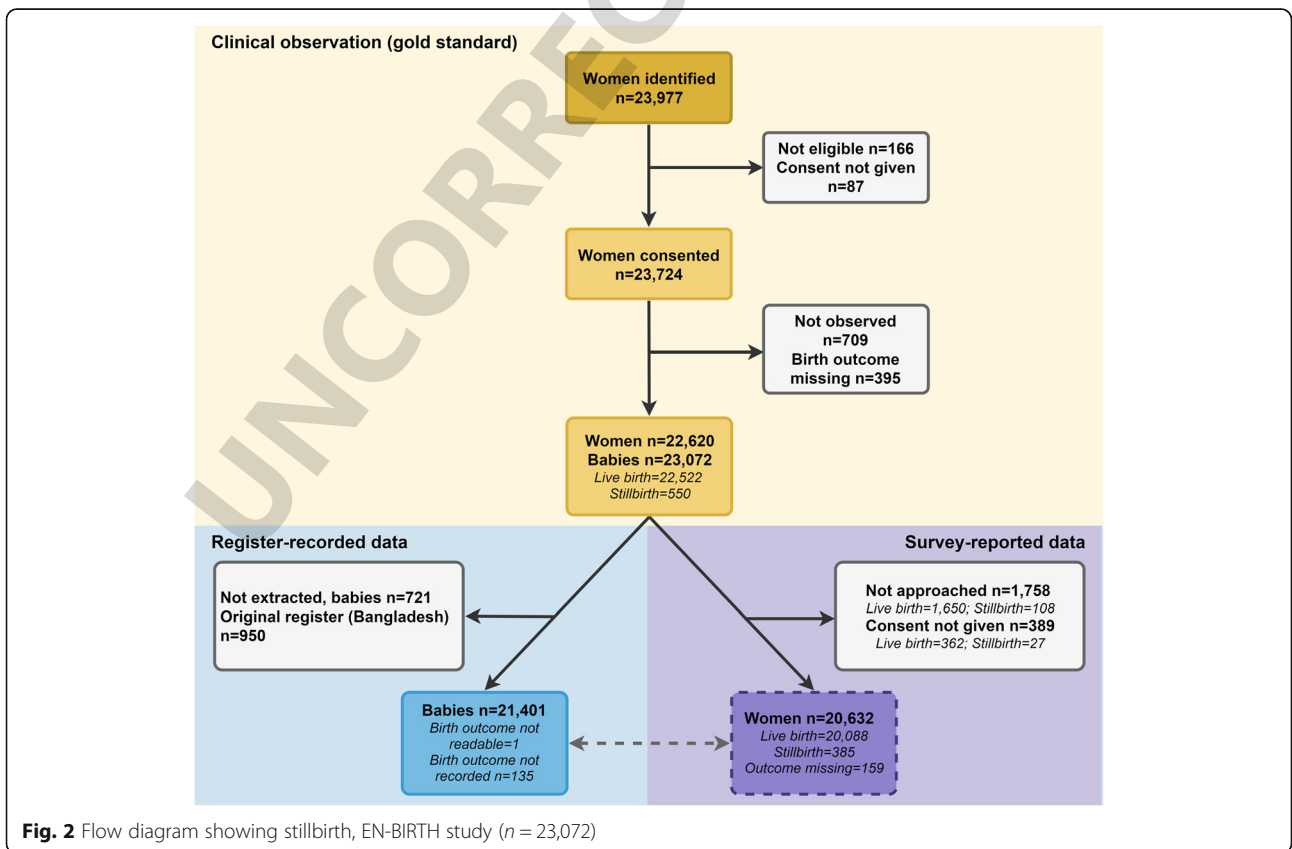 Clinical observation (gold standard)
Women identified
n=23,977
Not eligible n=166
Consent not given
n=87
Women consented
n=23,724
Not observed
n=709
Birth outcome
missing n=395
Women n=22,620
Babies n=23,072
Live birth=22,522
Stillbirth=550
Register-recorded data
Survey-reported data
Not extracted, babies n=721
Original register (Bangladesh)
n=950
Not approached n=1,758
Live birth=1,650; Stillbirth=108
Consent not given n=389
Live birth=362; Stillbirth=27
Babies n=21,401
Birth outcome not
readable=1
Birth outcome not
recorded n=135
Women n=20,632
Live birth=20,088
Stillbirth=385
Outcome missing=159
Fig. 2 Flow diagram showing stillbirth, EN-BIRTH study (n = 23,072)
UNCORREC